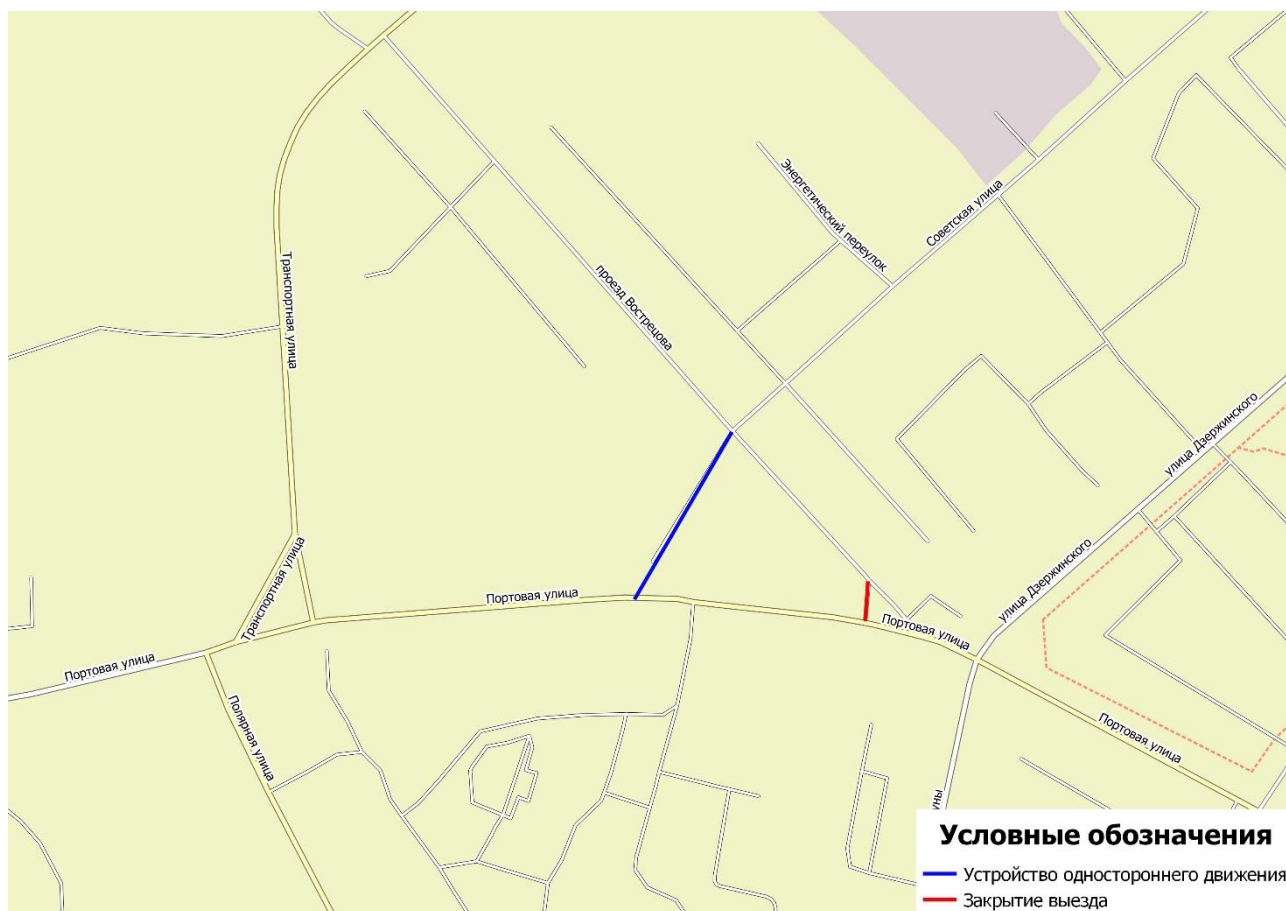 Энергетический переулок
Советская улица
Транспортная улица
проезд Вострецова
улица Дзержинского
улица Дзержинского
Транспортная улица
Портовая улица
Портовая улица
Портовая улица
Полярная улица
Портовая улица
уны
Условные обозначения
Устройство одностороннего движения
Закрытие выезда